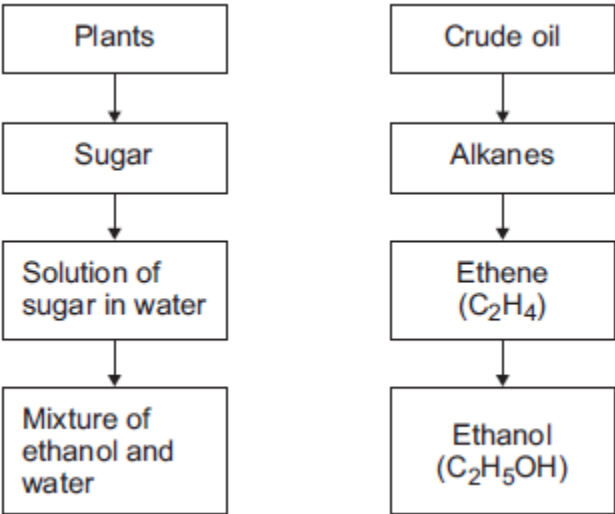 Plants
Sugar
Solution of
sugar in water
Mixture of
ethanol and
water
Crude oil
Alkanes
Ethene
(C₂H₄)
Ethanol
(C₂H₅OH)